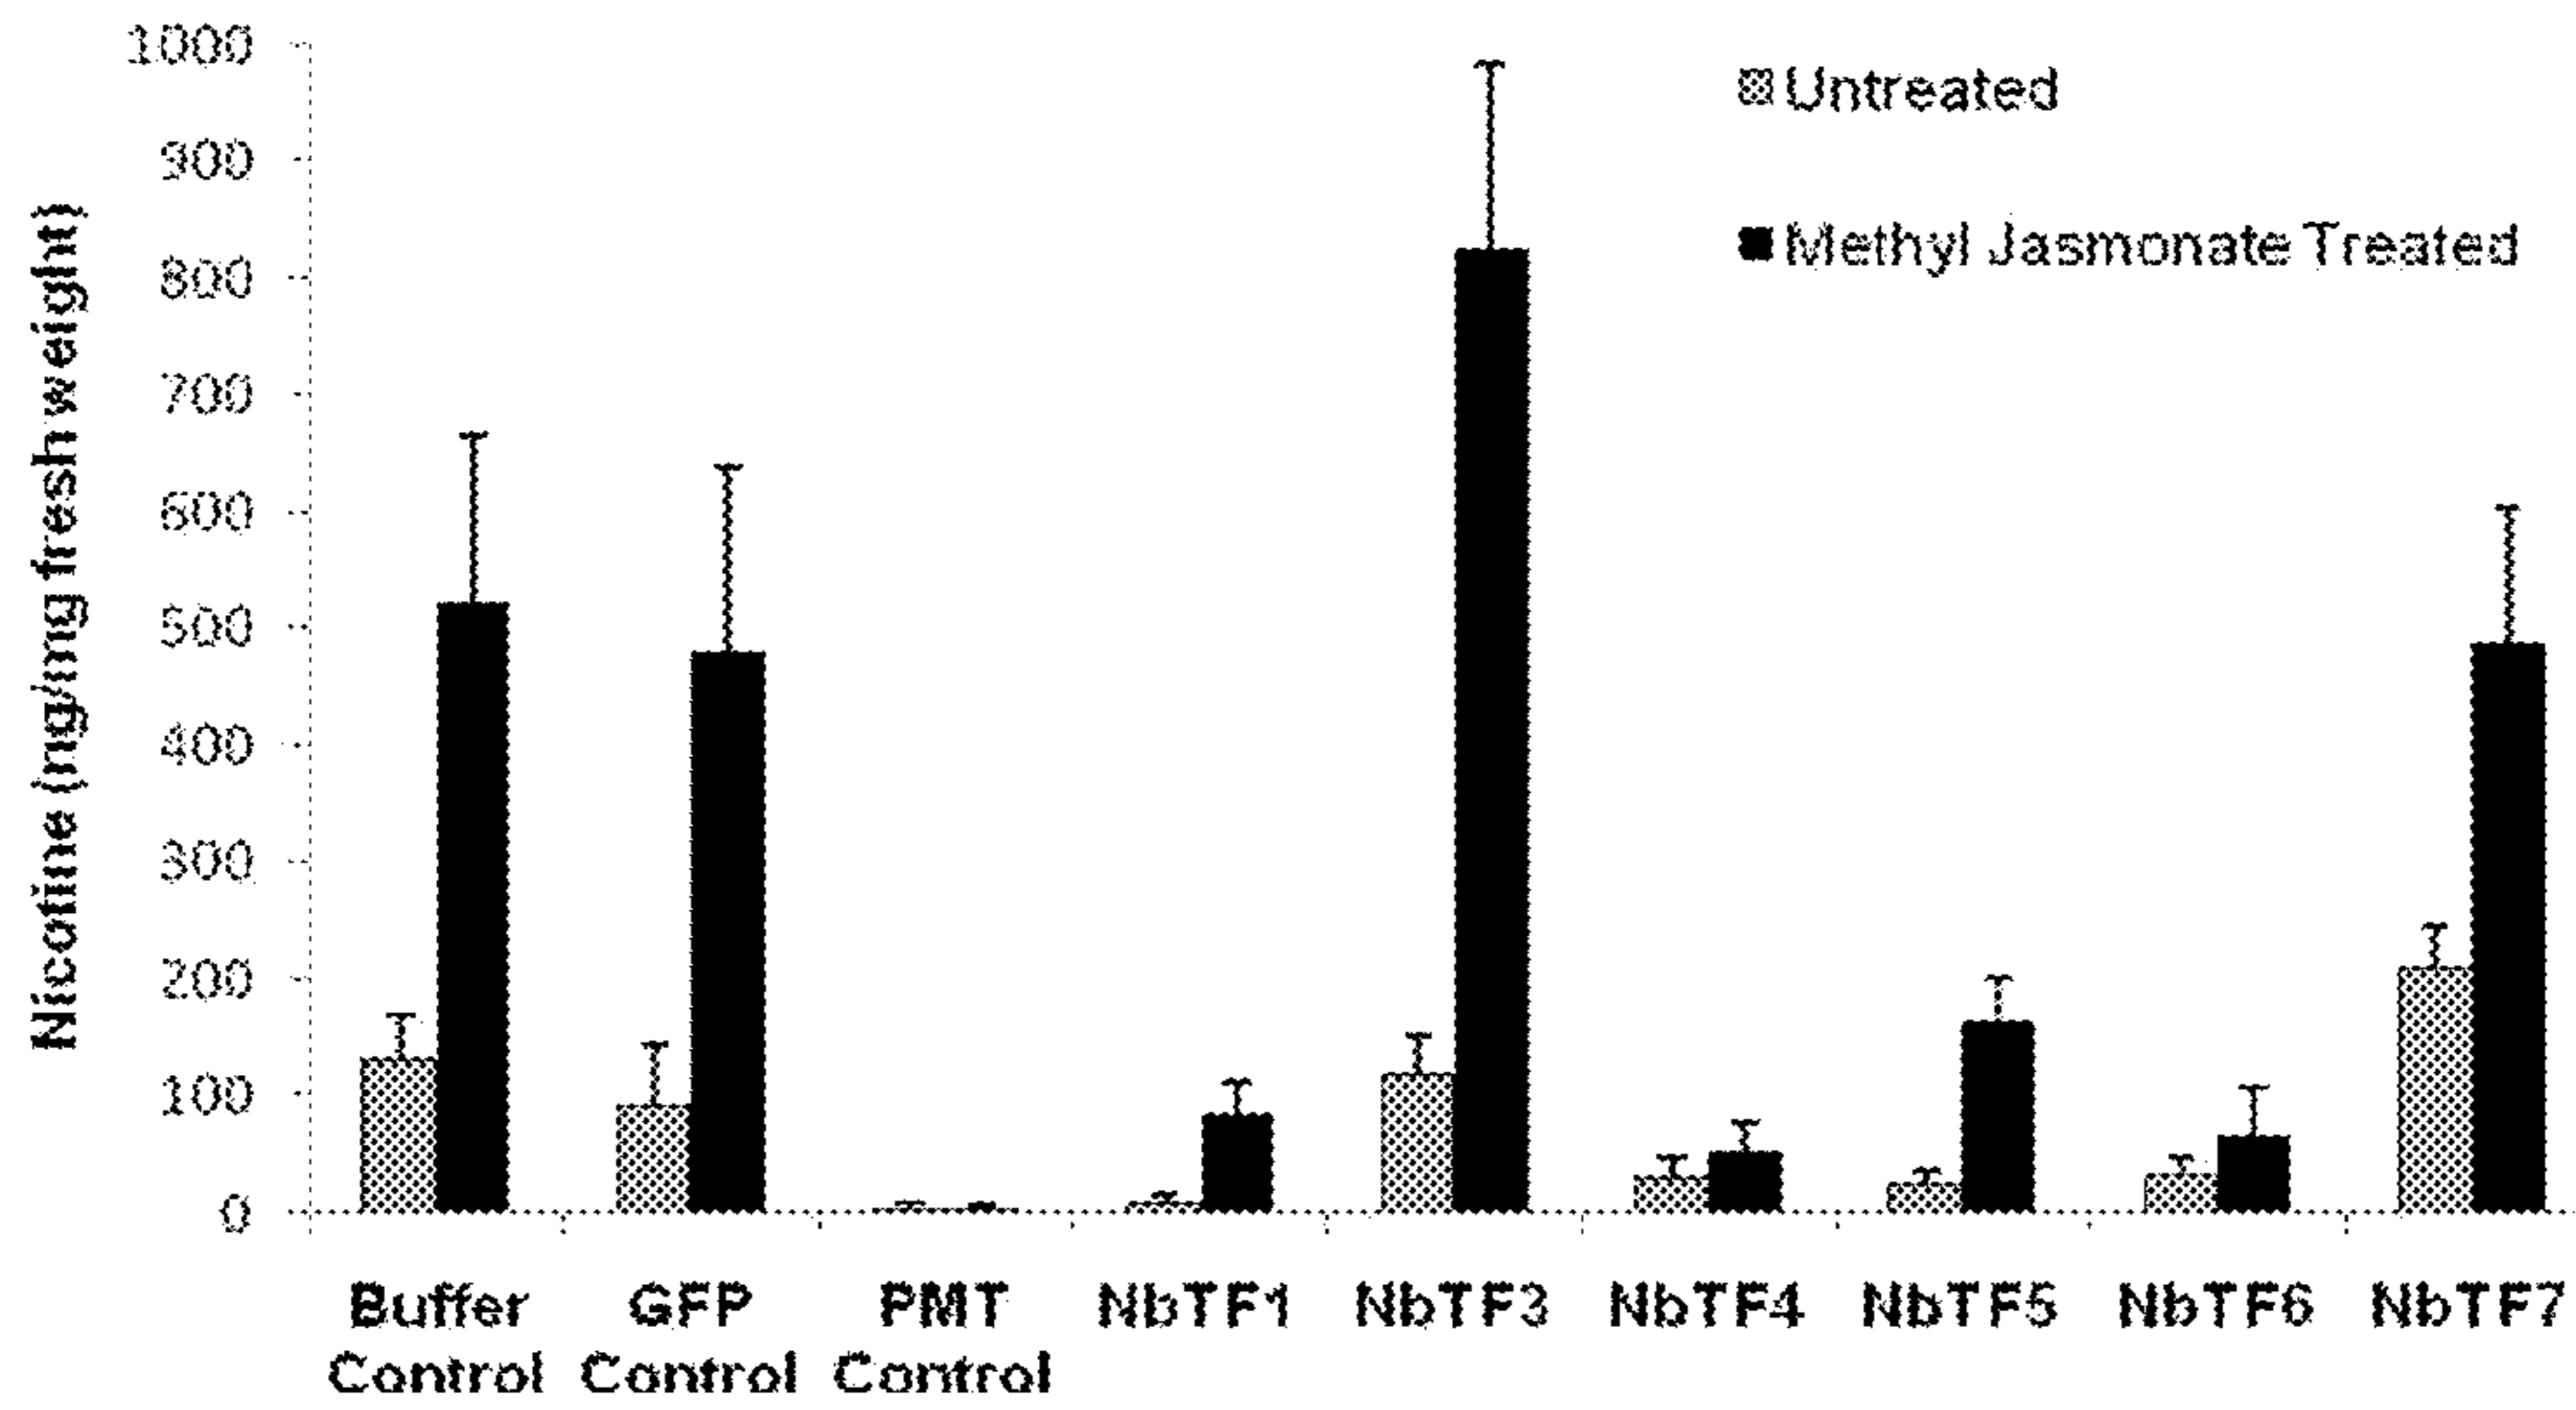 Nicotine (ng/mg fresh weight)
1000
900
800
700
600
500
400
300
200
100
0
Untreated
Methyl Jasmonate Treated
Buffer Control
GFP Control
PMT Control
NbTF1
NbTF3
NbTF4
NbTF5
NbTF6
NbTF7